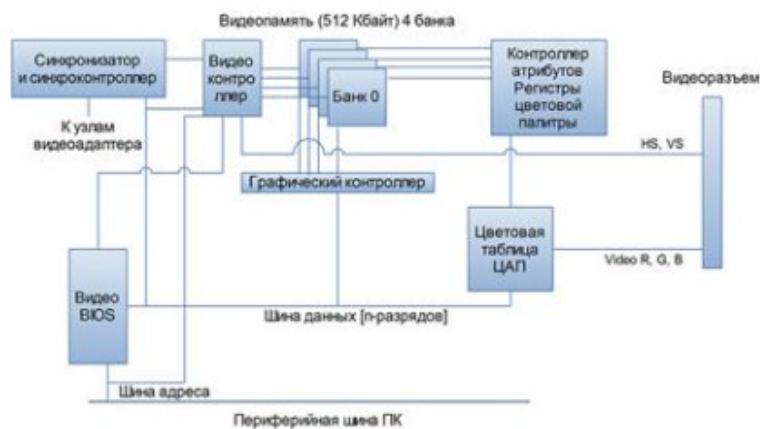 Видеопамять (512 Кбайт) 4 банка
Синхронизатор
и синхроконтроллер
Видео
контро
ллер
Банк 0
Контроллер
атрибутов
Регистры
цветовой
палитры
Видеоразъем
К узлам
видеоадаптера
HS, VS
Графический контроллер
Цветовая
таблица
ЦАП
Video R, G, B
Видео
BIOS
Шина данных [n-разрядов]
Шина адреса
Периферийная шина ПК